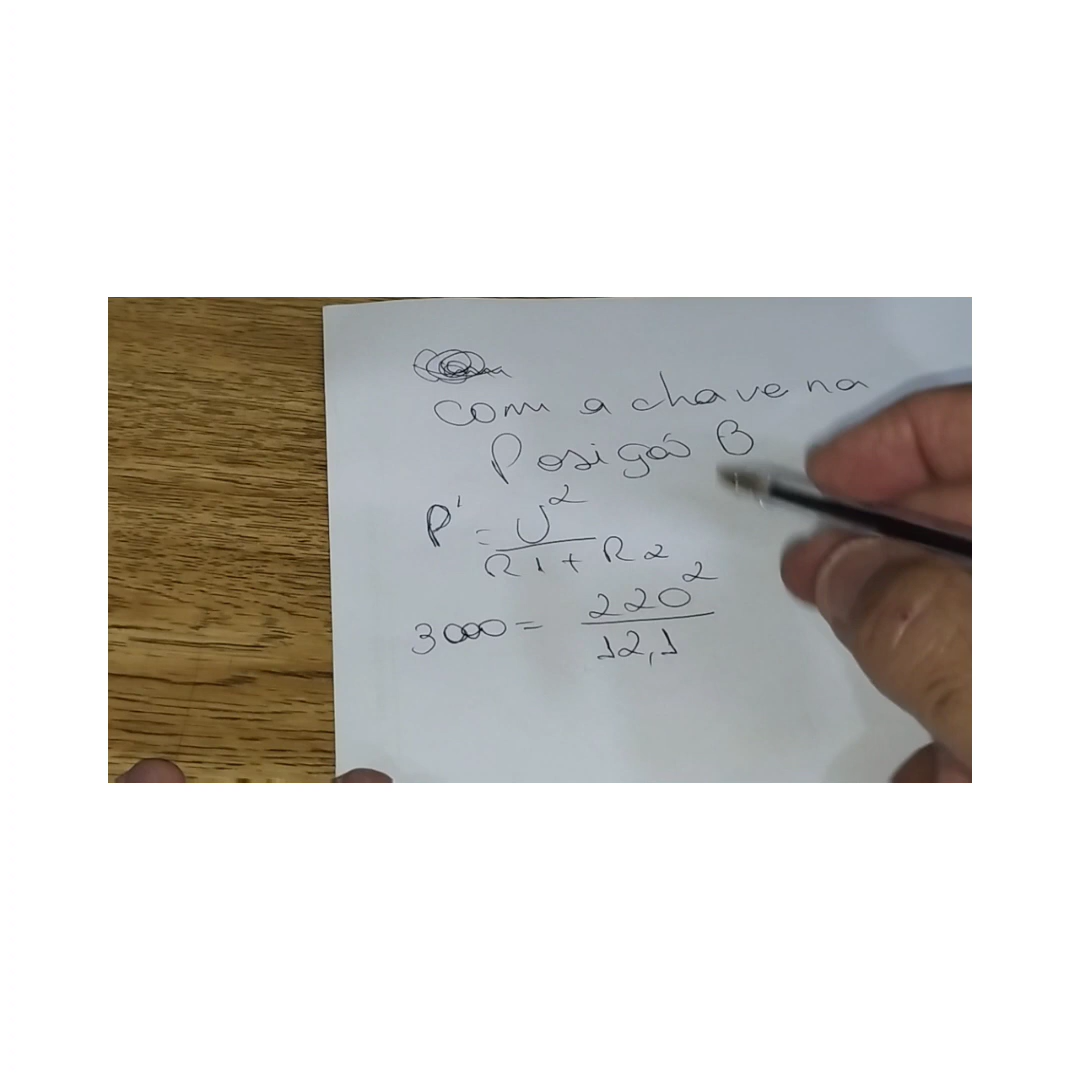 com a chave na
Posição B
P' = U²
R1 + R2
3000 = 220²
12,1